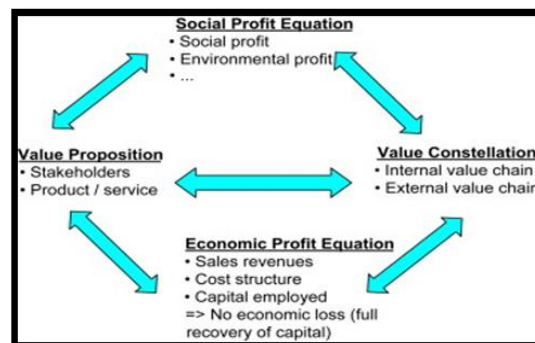 Social Profit Equation
• Social profit
• Environmental profit
• ...
Value Proposition
• Stakeholders
• Product / service
Value Constellation
• Internal value chain
• External value chain
Economic Profit Equation
• Sales revenues
• Cost structure
• Capital employed
=> No economic loss (full
recovery of capital)